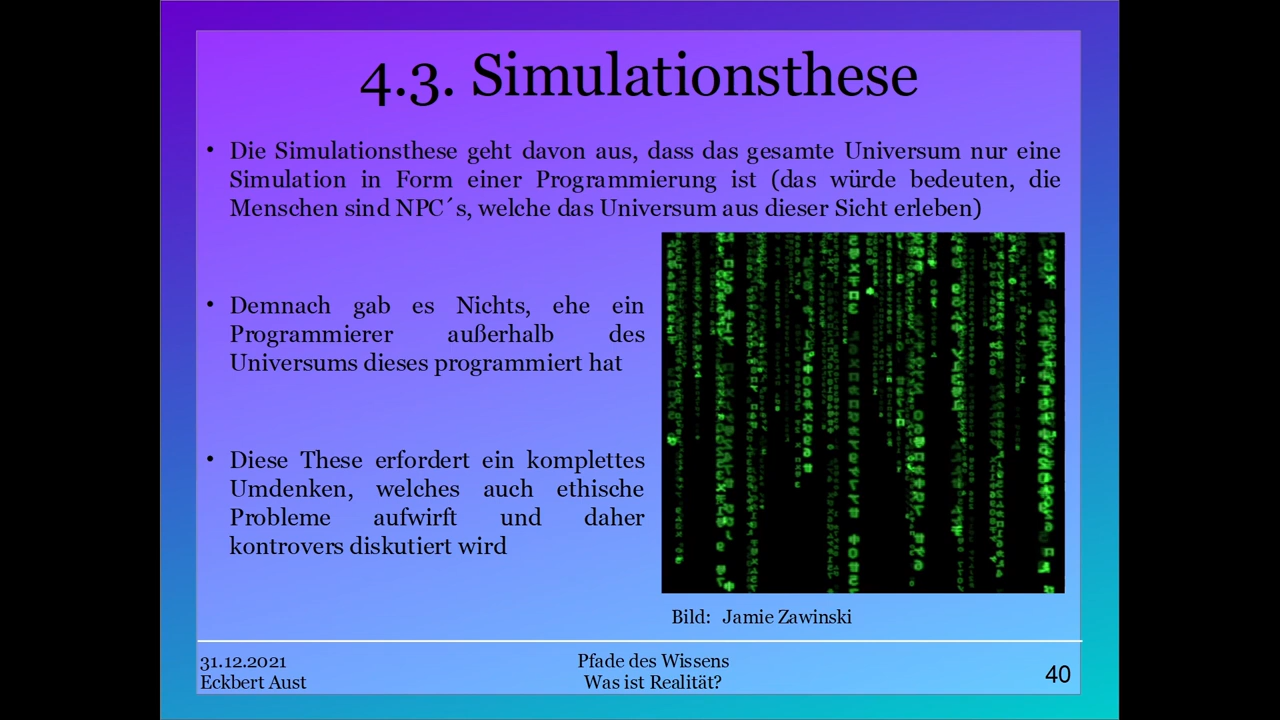 4.3. Simulationsthese
• Die Simulationsthese geht davon aus, dass das gesamte Universum nur eine
Simulation in Form einer Programmierung ist (das würde bedeuten, die
Menschen sind NPC´s, welche das Universum aus dieser Sicht erleben)
• Demnach gab es Nichts, ehe ein
Programmierer außerhalb des
Universums dieses programmiert hat
• Diese These erfordert ein komplettes
Umdenken, welches auch ethische
Probleme aufwirft und daher
kontrovers diskutiert wird
Bild: Jamie Zawinski
31.12.2021
Eckbert Aust
Pfade des Wissens
Was ist Realität?
40